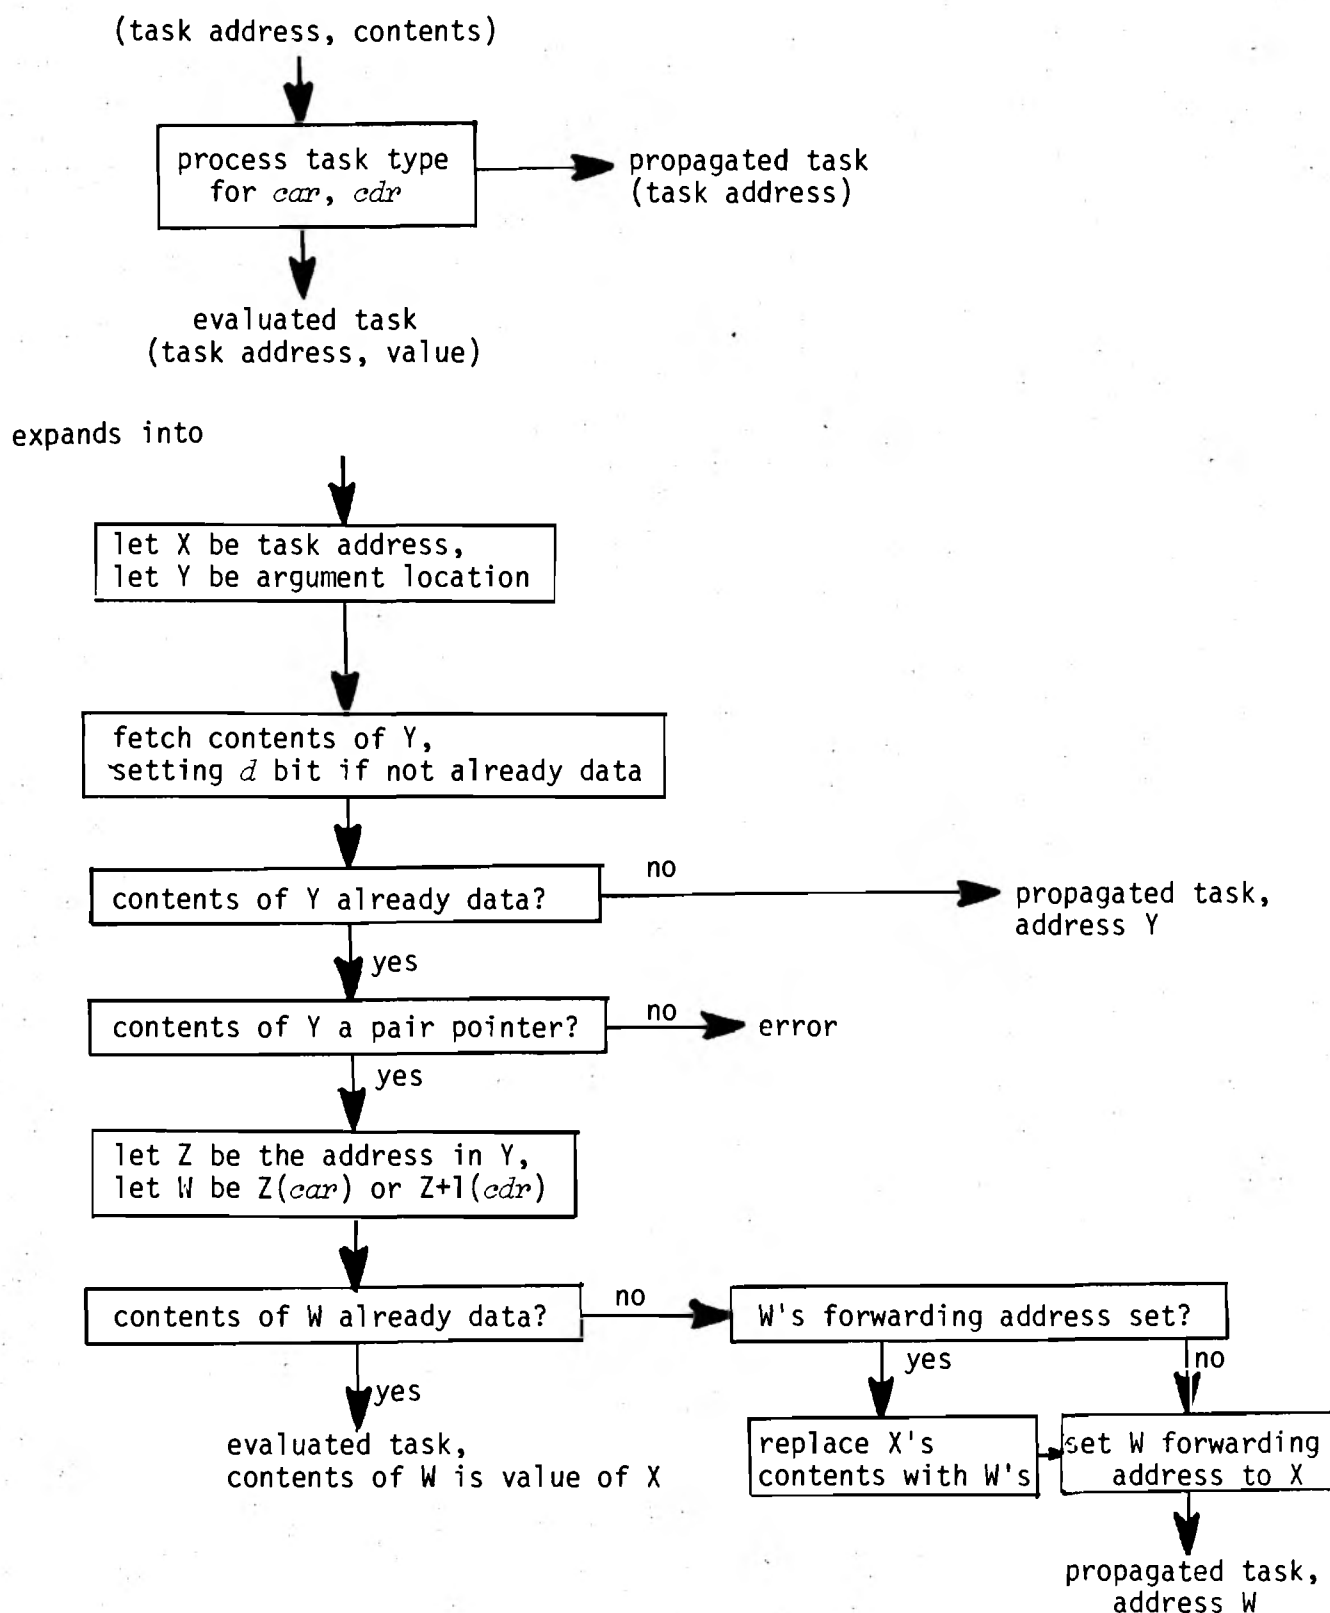 (task address, contents)
process task type
for car, cdr
propagated task
(task address)
evaluated task
(task address, value)
expands into
let X be task address,
let Y be argument location
fetch contents of Y,
setting d bit if not already data
contents of Y already data?
no
propagated task,
address Y
yes
contents of Y a pair pointer?
no
error
yes
let Z be the address in Y,
let W be Z(car) or Z+1(cdr)
contents of W already data?
no
W's forwarding address set?
yes
no
yes
evaluated task,
contents of W is value of X
replace X's
contents with W's
set W forwarding
address to X
propagated task,
address W